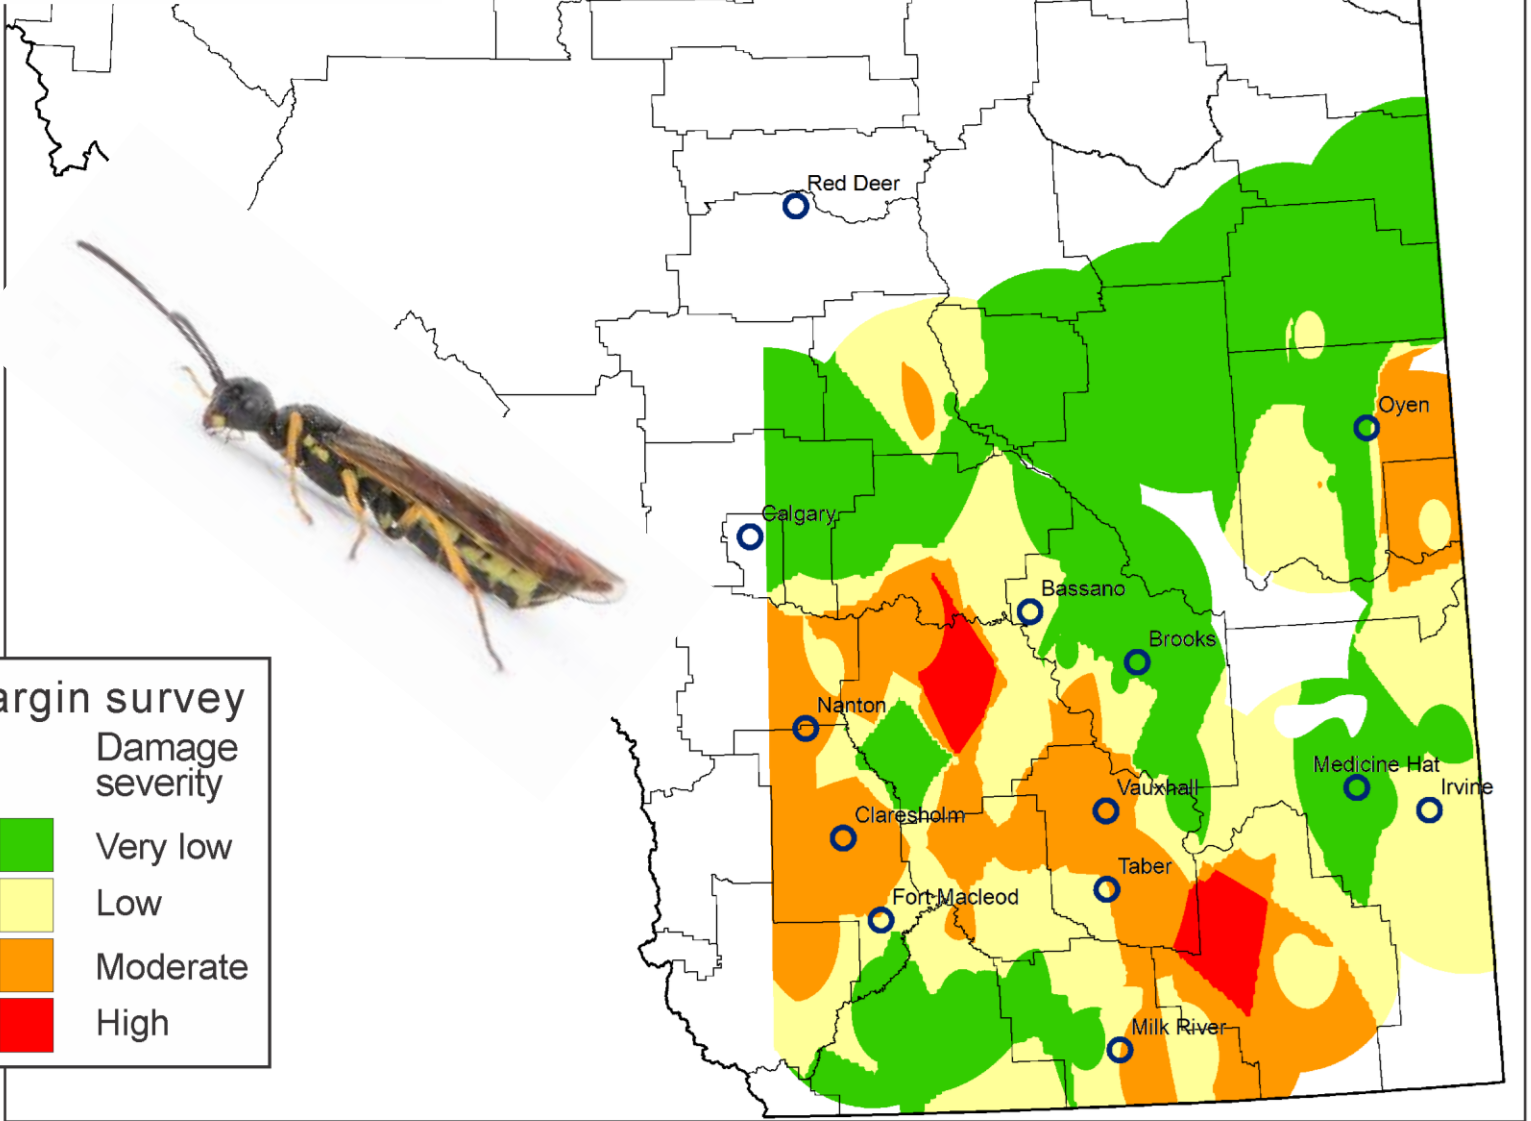 Red Deer
Oyen
Calgary
Bassano
Brooks
Nanton
Medicine Hat
Irvine
Vauxhall
Claresholm
Taber
Fort Macleod
Milk River
argin survey
Damage
severity
Very low
Low
Moderate
High